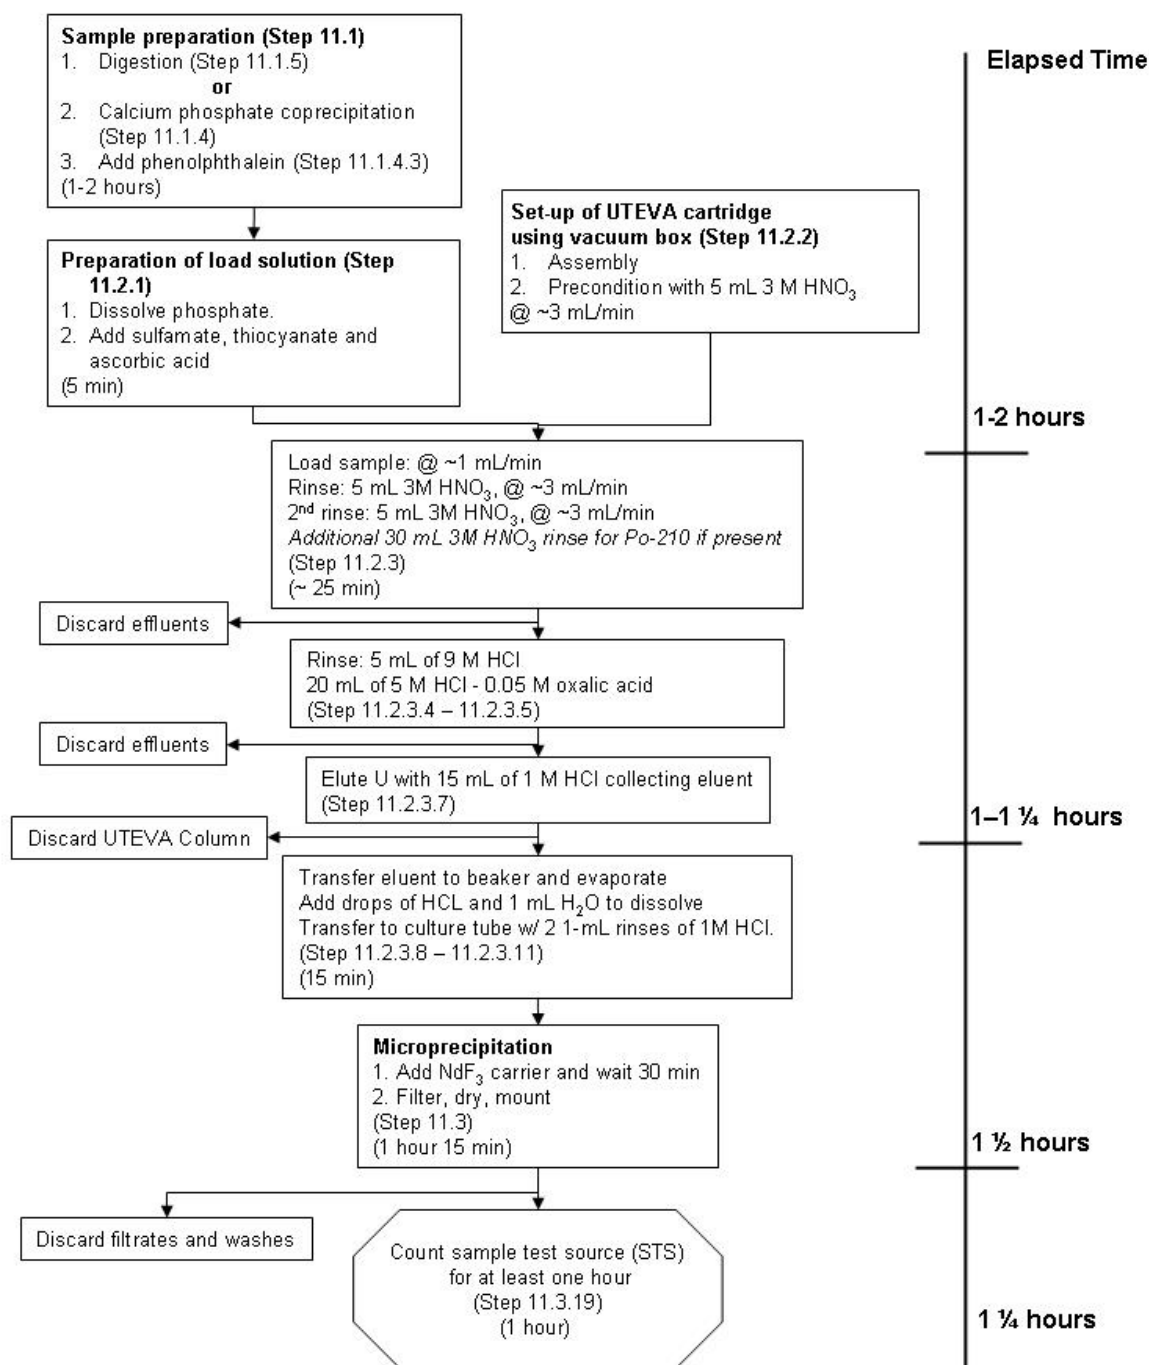 Elapsed Time
Sample preparation (Step 11.1)
1. Digestion (Step 11.1.5)
or
2. Calcium phosphate coprecipitation
(Step 11.1.4)
3. Add phenolphthalein (Step 11.1.4.3)
(1-2 hours)
Set-up of UTEVA cartridge
using vacuum box (Step 11.2.2)
1. Assembly
2. Precondition with 5 mL 3 M HNO₃
@ ~3 mL/min
Preparation of load solution (Step
11.2.1)
1. Dissolve phosphate.
2. Add sulfamate, thiocyanate and
ascorbic acid
(5 min)
1-2 hours
Load sample: @ ~1 mL/min
Rinse: 5 mL 3M HNO₃, @ ~3 mL/min
2nd rinse: 5 mL 3M HNO₃, @ ~3 mL/min
Additional 30 mL 3M HNO₃ rinse for Po-210 if present
(Step 11.2.3)
(~ 25 min)
Discard effluents
Rinse: 5 mL of 9 M HCl
20 mL of 5 M HCl - 0.05 M oxalic acid
(Step 11.2.3.4 – 11.2.3.5)
Discard effluents
Elute U with 15 mL of 1 M HCl collecting eluent
(Step 11.2.3.7)
1–1 ¼ hours
Discard UTEVA Column
Transfer eluent to beaker and evaporate
Add drops of HCL and 1 mL H₂O to dissolve
Transfer to culture tube w/ 2 1-mL rinses of 1M HCl.
(Step 11.2.3.8 – 11.2.3.11)
(15 min)
Microprecipitation
1. Add NdF₃ carrier and wait 30 min
2. Filter, dry, mount
(Step 11.3)
(1 hour 15 min)
1 ½ hours
Discard filtrates and washes
Count sample test source (STS)
for at least one hour
(Step 11.3.19)
(1 hour)
1 ¼ hours